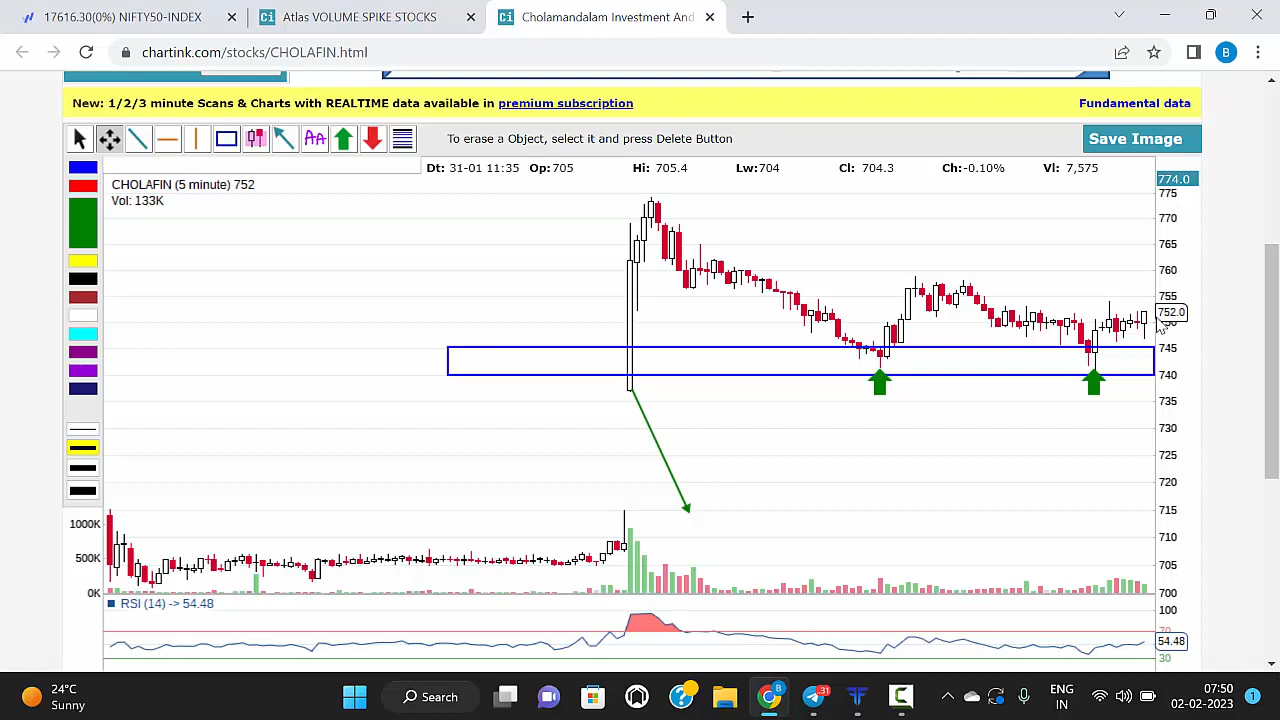 17616.30(0%) NIFTY50-INDEX
Atlas VOLUME SPIKE STOCKS
Cholamandalam Investment And
chartink.com/stocks/CHOLAFIN.html
B
New: 1/2/3 minute Scans & Charts with REALTIME data available in premium subscription
Fundamental data
To erase a Object, select it and press Delete Button
Save Image
Dt: 31-01 11:35 Op:705 Hi: 705.4 Lw:704 Cl: 704.3 Ch:-0.10% Vl: 7,575
CHOLAFIN (5 minute) 752
Vol: 133K
774.0
775
770
765
760
755
752.0
745
740
735
730
725
720
715
710
705
700
1000K
500K
0K
RSI (14) -> 54.48
100
70
54.48
30
24°C
Sunny
Search
31
ENG
IN
07:50
02-02-2023
1